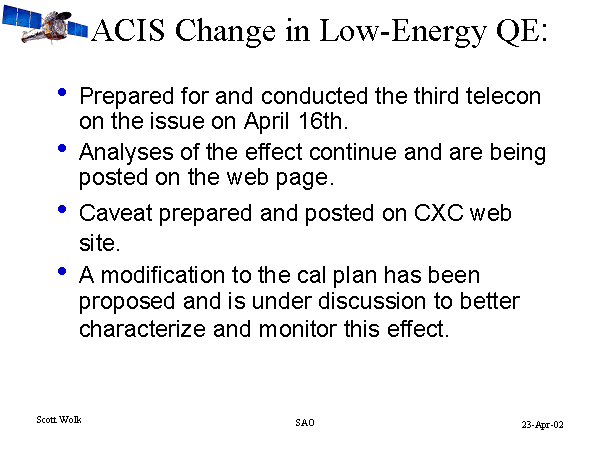 ACIS Change in Low-Energy QE:
• Prepared for and conducted the third telecon
on the issue on April 16th.
• Analyses of the effect continue and are being
posted on the web page.
• Caveat prepared and posted on CXC web
site.
• A modification to the cal plan has been
proposed and is under discussion to better
characterize and monitor this effect.
Scott Wolk
SAO
23-Apr-02